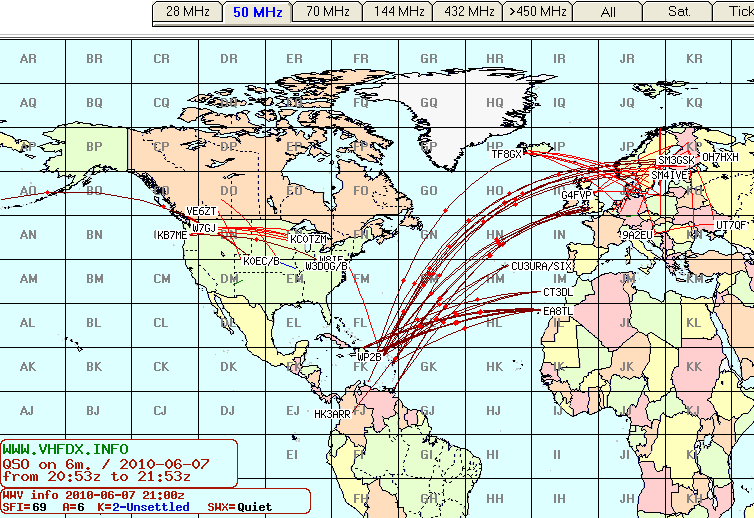 28 MHz 50 MHz 70 MHz 144 MHz 432 MHz >450 MHz All Sat. Tick
AR BR CR DR ER FR GR HR IR JR KR
AQ BQ CQ DQ EQ FQ GQ HQ IQ JQ KQ
AP BP CP DP EP FP GP HP IP JP KP
TF8GX SM3GSK OH7HXH
SM4IVE
AO BO CO DO EO FO GO HO IO JO KO
G4FVP
VE6ZT
W7GJ
KB7ME KC0TZM 9A2EU UT7QF
AN BN CN DN EN FN GN HN IN JN KN
K0EC/B W3DOG/B W8IF CU3URA/SIX
AM BM CM DM EM FM GM HM IM JM KM
CT3DL
EA8TL
AL BL CL DL EL FL GL HL IL JL KL
WP2B
AK BK CK DK EK FK GK HK IK JK KK
AJ BJ CJ DJ EJ FJ GJ HJ IJ JJ KJ
HK3ARR
EI FI GI HI II JI KI
FH GH HH IH JH KH
WWW.VHFDX.INFO
QSO on 6m. / 2010-06-07
from 20:53z to 21:53z
WWV info 2010-06-07 21:00z
SFI=69 A=6 K=2-Unsettled SWX=Quiet